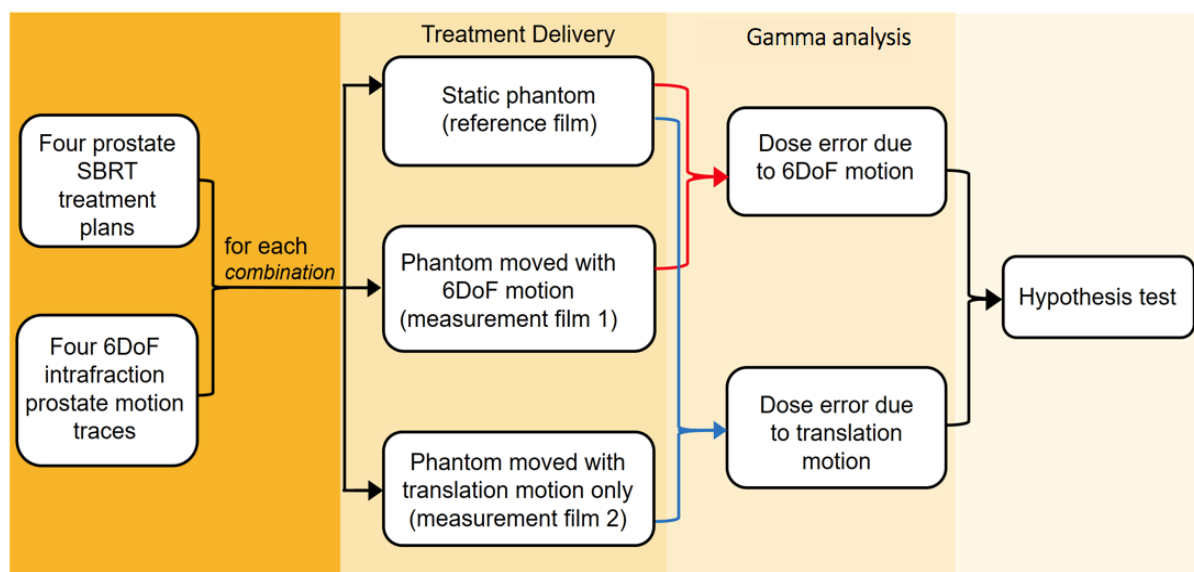 Treatment Delivery
Gamma analysis
Four prostate
SBRT
treatment
plans
Four 6DoF
intrafraction
prostate motion
traces
for each
combination
Static phantom
(reference film)
Phantom moved with
6DoF motion
(measurement film 1)
Phantom moved with
translation motion only
(measurement film 2)
Dose error due
to 6DoF motion
Dose error due
to translation
motion
Hypothesis test